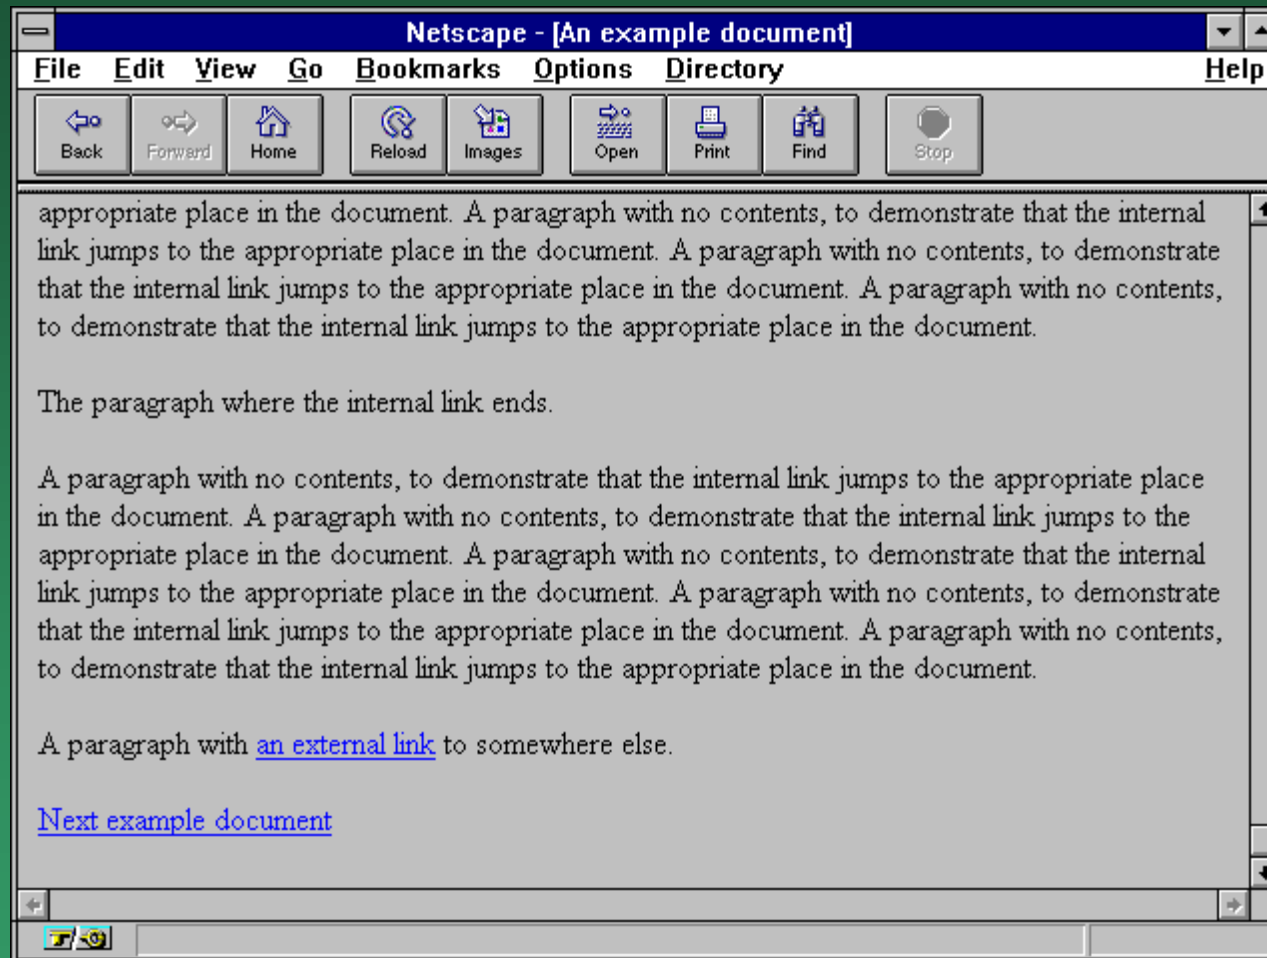 Netscape - [An example document]
File Edit View Go Bookmarks Options Directory Help
Back Forward Home Reload Images Open Print Find Stop
appropriate place in the document. A paragraph with no contents, to demonstrate that the internal
link jumps to the appropriate place in the document. A paragraph with no contents, to demonstrate
that the internal link jumps to the appropriate place in the document. A paragraph with no contents,
to demonstrate that the internal link jumps to the appropriate place in the document.
The paragraph where the internal link ends.
A paragraph with no contents, to demonstrate that the internal link jumps to the appropriate place
in the document. A paragraph with no contents, to demonstrate that the internal link jumps to the
appropriate place in the document. A paragraph with no contents, to demonstrate that the internal
link jumps to the appropriate place in the document. A paragraph with no contents, to demonstrate
that the internal link jumps to the appropriate place in the document. A paragraph with no contents,
to demonstrate that the internal link jumps to the appropriate place in the document.
A paragraph with an external link to somewhere else.
Next example document